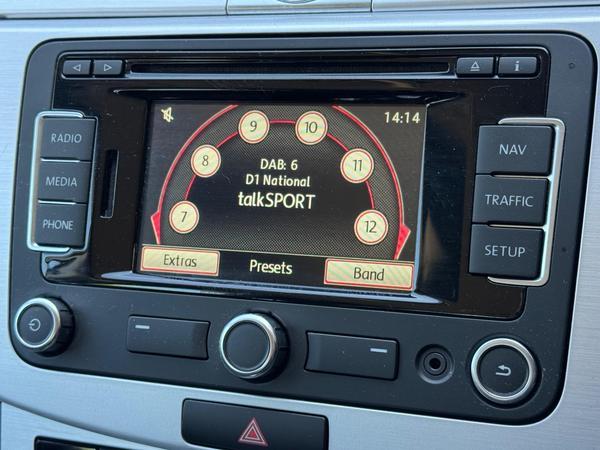 i
RADIO
MEDIA
PHONE
NAV
TRAFFIC
SETUP
14:14
7
8
9
10
11
12
DAB: 6
D1 National
talkSPORT
Extras
Presets
Band